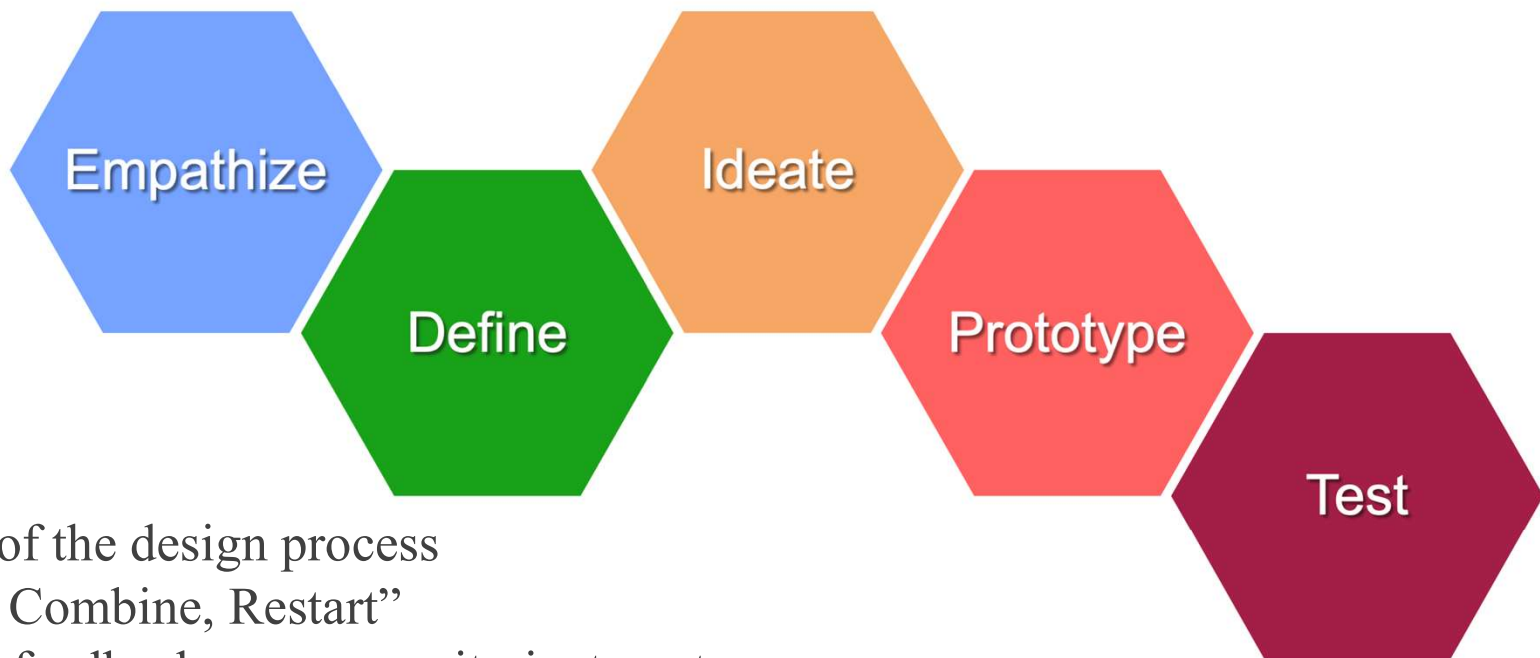 Empathize
Ideate
Define
Prototype
Test
of the design process
Combine, Restart”